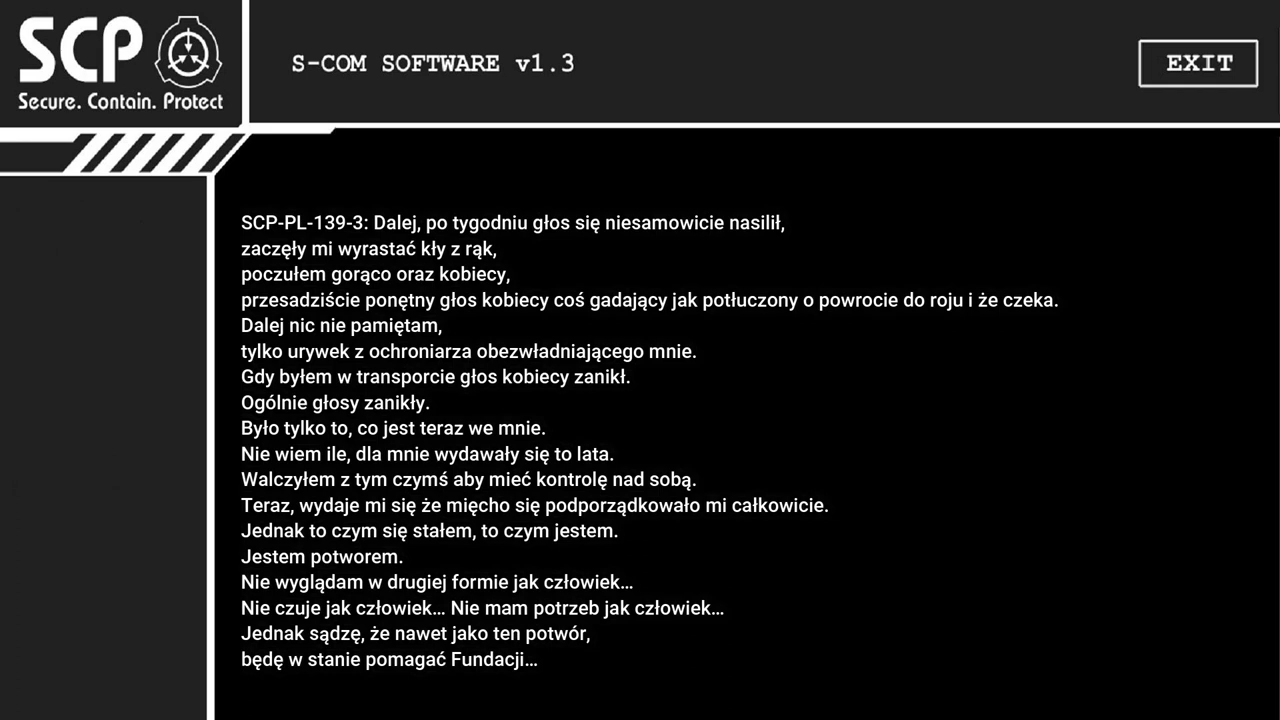 SCP
Secure. Contain. Protect
S-COM SOFTWARE v1.3
EXIT
SCP-PL-139-3: Dalej, po tygodniu głos się niesamowicie nasilił,
zaczęły mi wyrastać kły z rąk,
poczułem gorąco oraz kobiecy,
przesadziście ponętny głos kobiecy coś gadający jak potłuczony o powrocie do roju i że czeka.
Dalej nic nie pamiętam,
tylko urywek z ochroniarza obezwładniającego mnie.
Gdy byłem w transporcie głos kobiecy zanikł.
Ogólnie głosy zanikły.
Było tylko to, co jest teraz we mnie.
Nie wiem ile, dla mnie wydawały się to lata.
Walczyłem z tym czymś aby mieć kontrolę nad sobą.
Teraz, wydaje mi się że mięcho się podporządkowało mi całkowicie.
Jednak to czym się stałem, to czym jestem.
Jestem potworem.
Nie wyglądam w drugiej formie jak człowiek...
Nie czuje jak człowiek... Nie mam potrzeb jak człowiek...
Jednak sądzę, że nawet jako ten potwór,
będę w stanie pomagać Fundacji...